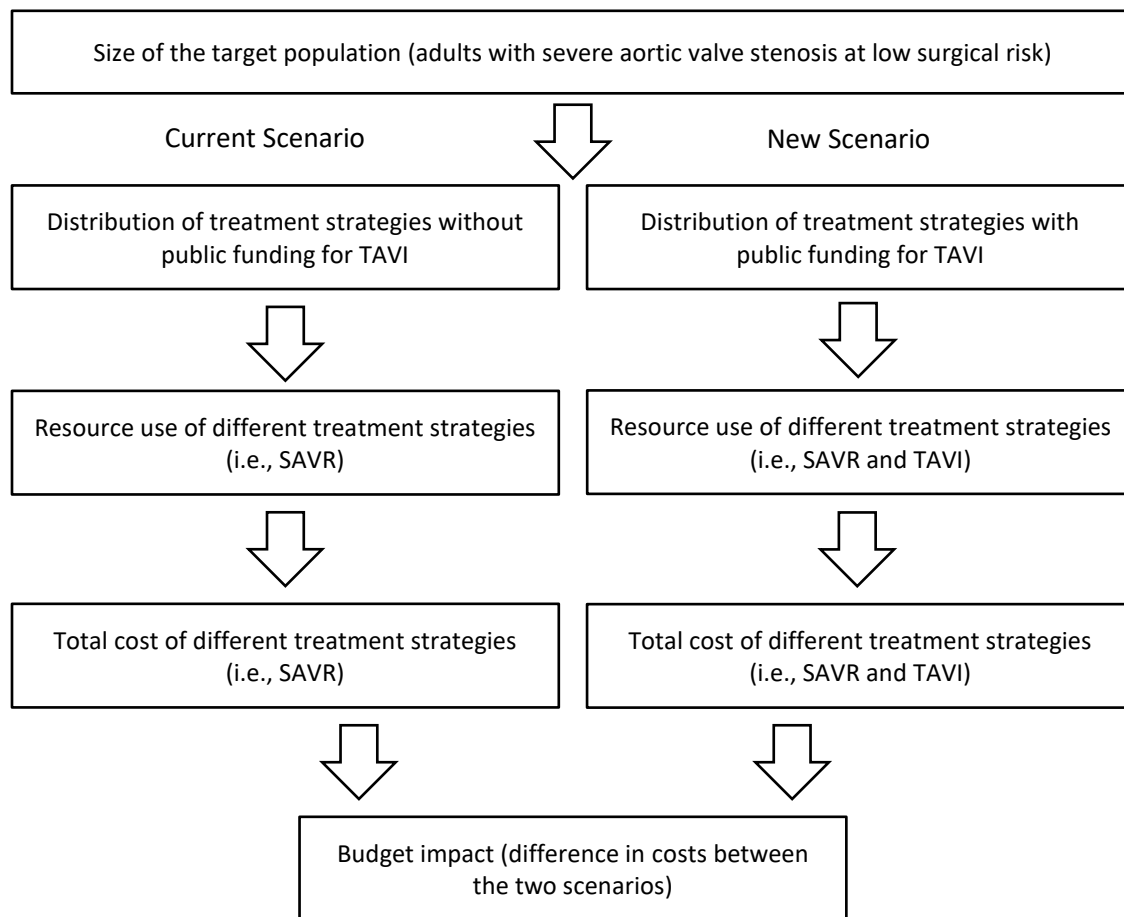 Size of the target population (adults with severe aortic valve stenosis at low surgical risk)
Current Scenario
New Scenario
Distribution of treatment strategies without
public funding for TAVI
Distribution of treatment strategies with
public funding for TAVI
Resource use of different treatment strategies
(i.e., SAVR)
Resource use of different treatment strategies
(i.e., SAVR and TAVI)
Total cost of different treatment strategies
(i.e., SAVR)
Total cost of different treatment strategies
(i.e., SAVR and TAVI)
Budget impact (difference in costs between
the two scenarios)